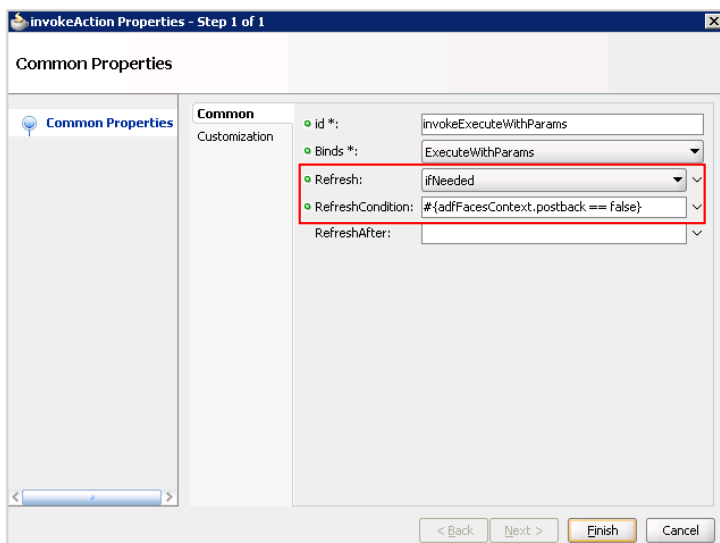 invokeAction Properties - Step 1 of 1
Common Properties
Common Properties
Common
Customization
id *: invokeExecuteWithParams
Binds *: ExecuteWithParams
Refresh: ifNeeded
RefreshCondition: #{adfFacesContext.postback == false}
RefreshAfter:
< Back Next > Finish Cancel